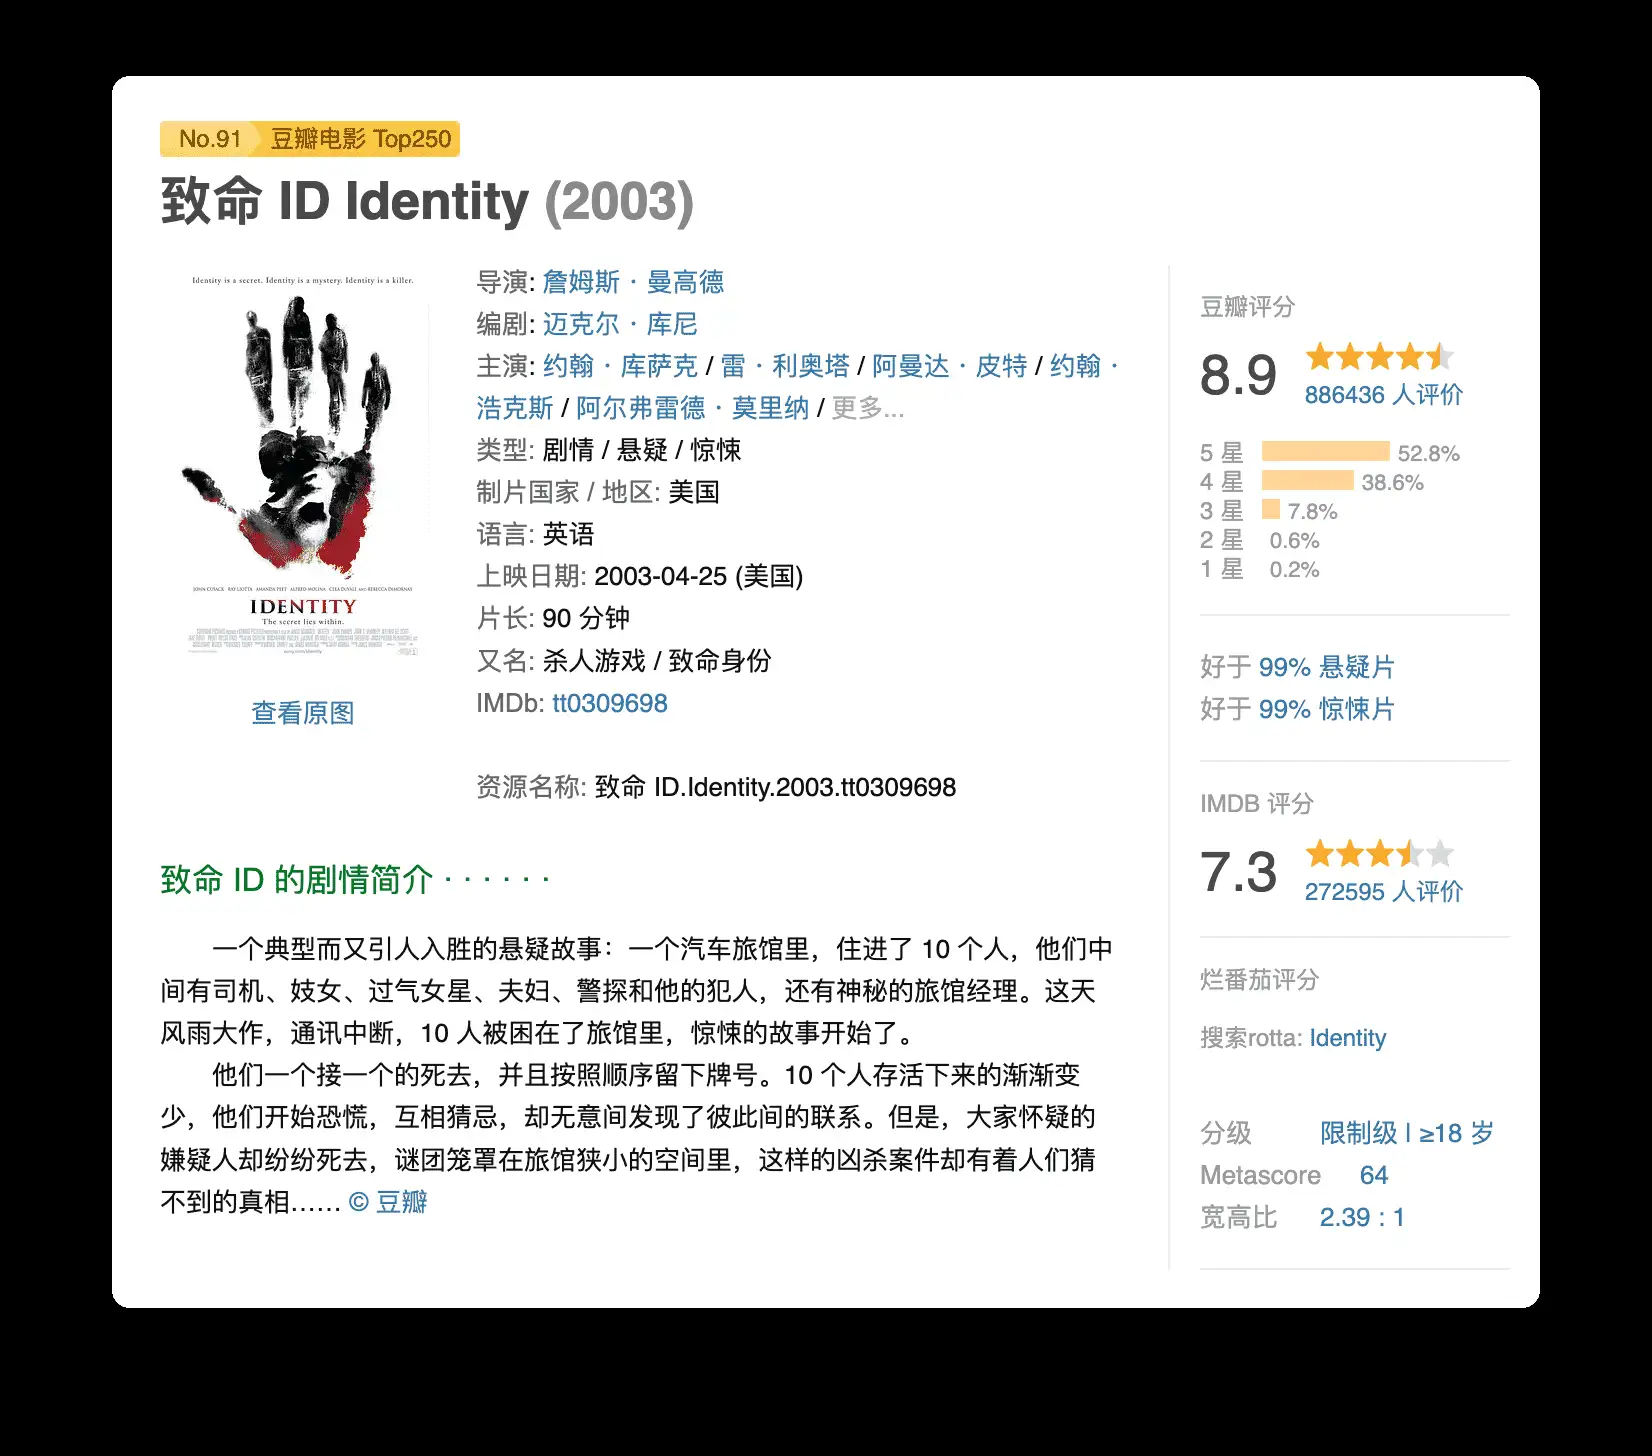 No.91 豆瓣电影 Top250
致命 ID Identity (2003)
Identity is a secret. Identity is a mystery. Identity is a killer.
JOHN CUSACK RAY LIOTTA AMANDA PEET ALFRED MOLINA CLEA DUVALL AND REBECCA DEMORNAY
IDENTITY
The secret lies within.
查看原图
导演: 詹姆斯 · 曼高德
编剧: 迈克尔 · 库尼
主演: 约翰 · 库萨克 / 雷 · 利奥塔 / 阿曼达 · 皮特 / 约翰 ·
浩克斯 / 阿尔弗雷德 · 莫里纳 / 更多...
类型: 剧情 / 悬疑 / 惊悚
制片国家 / 地区: 美国
语言: 英语
上映日期: 2003-04-25 (美国)
片长: 90 分钟
又名: 杀人游戏 / 致命身份
IMDb: tt0309698
资源名称: 致命 ID.Identity.2003.tt0309698
致命 ID 的剧情简介 · · · · · ·
一个典型而又引人入胜的悬疑故事：一个汽车旅馆里，住进了 10 个人，他们中
间有司机、妓女、过气女星、夫妇、警探和他的犯人，还有神秘的旅馆经理。这天
风雨大作，通讯中断，10 人被困在了旅馆里，惊悚的故事开始了。
他们一个接一个的死去，并且按照顺序留下牌号。10 个人存活下来的渐渐变
少，他们开始恐慌，互相猜忌，却无意间发现了彼此间的联系。但是，大家怀疑的
嫌疑人却纷纷死去，谜团笼罩在旅馆狭小的空间里，这样的凶杀案件却有着人们猜
不到的真相…… © 豆瓣
豆瓣评分
8.9
886436 人评价
5 星 52.8%
4 星 38.6%
3 星 7.8%
2 星 0.6%
1 星 0.2%
好于 99% 悬疑片
好于 99% 惊悚片
IMDB 评分
7.3
272595 人评价
烂番茄评分
搜索rotta: Identity
分级 限制级 | ≥18 岁
Metascore 64
宽高比 2.39 : 1